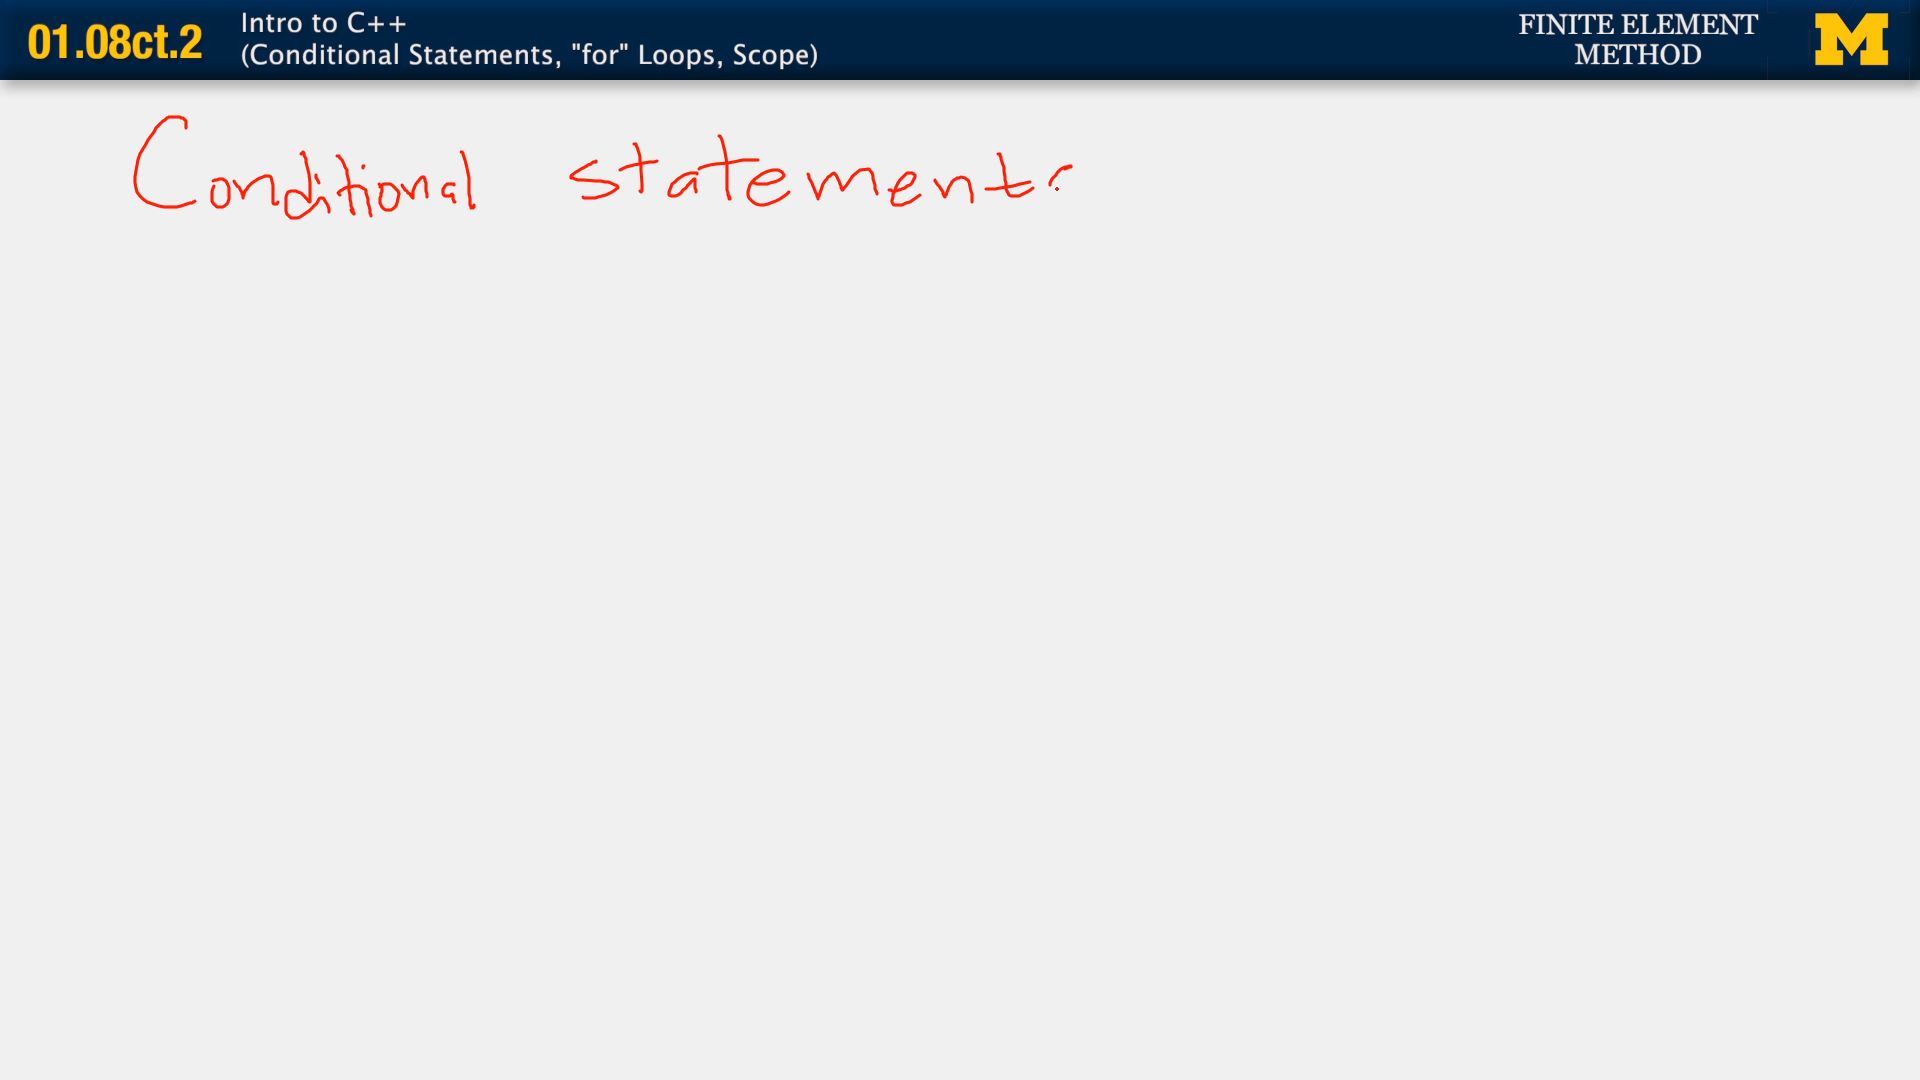 01.08ct.2
Intro to C++
(Conditional Statements, "for" Loops, Scope)
FINITE ELEMENT
METHOD
M
Conditional statements